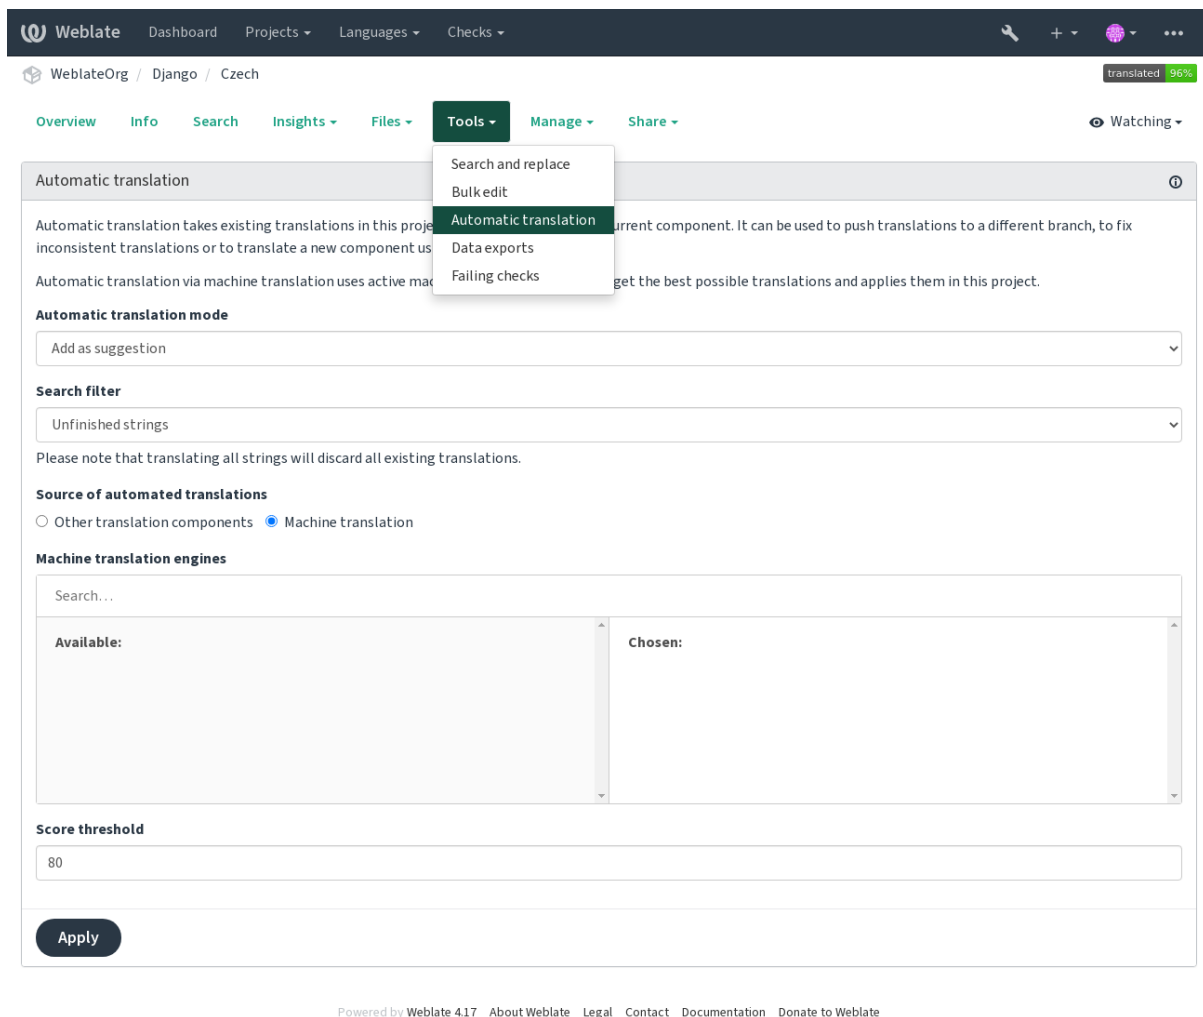 Weblate Dashboard Projects Languages Checks
WeblateOrg / Django / Czech
translated 96%
Overview Info Search Insights Files Tools Manage Share Watching
Search and replace
Bulk edit
Automatic translation
Data exports
Failing checks
Automatic translation
Automatic translation takes existing translations in this proje urrent component. It can be used to push translations to a different branch, to fix
inconsistent translations or to translate a new component us
Automatic translation via machine translation uses active mac get the best possible translations and applies them in this project.
Automatic translation mode
Add as suggestion
Search filter
Unfinished strings
Please note that translating all strings will discard all existing translations.
Source of automated translations
Other translation components Machine translation
Machine translation engines
Search…
Available: Chosen:
Score threshold
80
Apply
Powered by Weblate 4.17 About Weblate Legal Contact Documentation Donate to Weblate